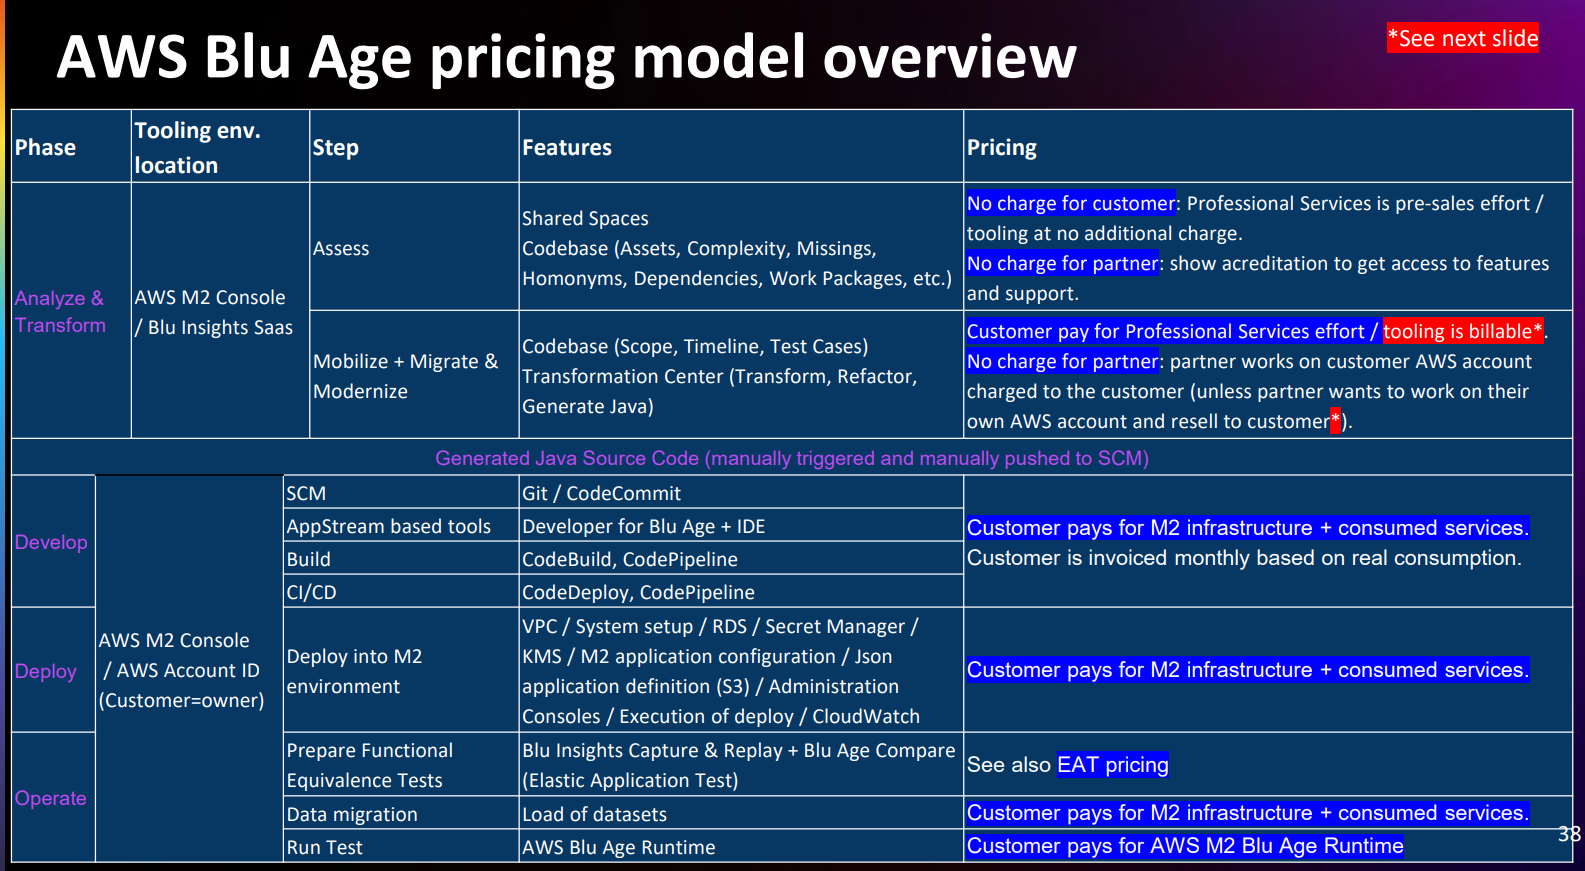 AWS Blu Age pricing model overview
*See next slide
Phase
Tooling env.
location
Step
Features
Pricing
Analyze &
Transform
AWS M2 Console
/ Blu Insights Saas
Assess
Shared Spaces
Codebase (Assets, Complexity, Missings,
Homonyms, Dependencies, Work Packages, etc.)
No charge for customer: Professional Services is pre-sales effort /
tooling at no additional charge.
No charge for partner: show acreditation to get access to features
and support.
Mobilize + Migrate &
Modernize
Codebase (Scope, Timeline, Test Cases)
Transformation Center (Transform, Refactor,
Generate Java)
Customer pay for Professional Services effort / tooling is billable*.
No charge for partner: partner works on customer AWS account
charged to the customer (unless partner wants to work on their
own AWS account and resell to customer*).
Generated Java Source Code (manually triggered and manually pushed to SCM)
Develop
AWS M2 Console
/ AWS Account ID
(Customer=owner)
SCM
Git / CodeCommit
AppStream based tools
Developer for Blu Age + IDE
Build
CodeBuild, CodePipeline
CI/CD
CodeDeploy, CodePipeline
Customer pays for M2 infrastructure + consumed services.
Customer is invoiced monthly based on real consumption.
Deploy
Deploy into M2
environment
VPC / System setup / RDS / Secret Manager /
KMS / M2 application configuration / Json
application definition (S3) / Administration
Consoles / Execution of deploy / CloudWatch
Customer pays for M2 infrastructure + consumed services.
Operate
Prepare Functional
Equivalence Tests
Blu Insights Capture & Replay + Blu Age Compare
(Elastic Application Test)
See also EAT pricing
Data migration
Load of datasets
Customer pays for M2 infrastructure + consumed services.
Run Test
AWS Blu Age Runtime
Customer pays for AWS M2 Blu Age Runtime
38